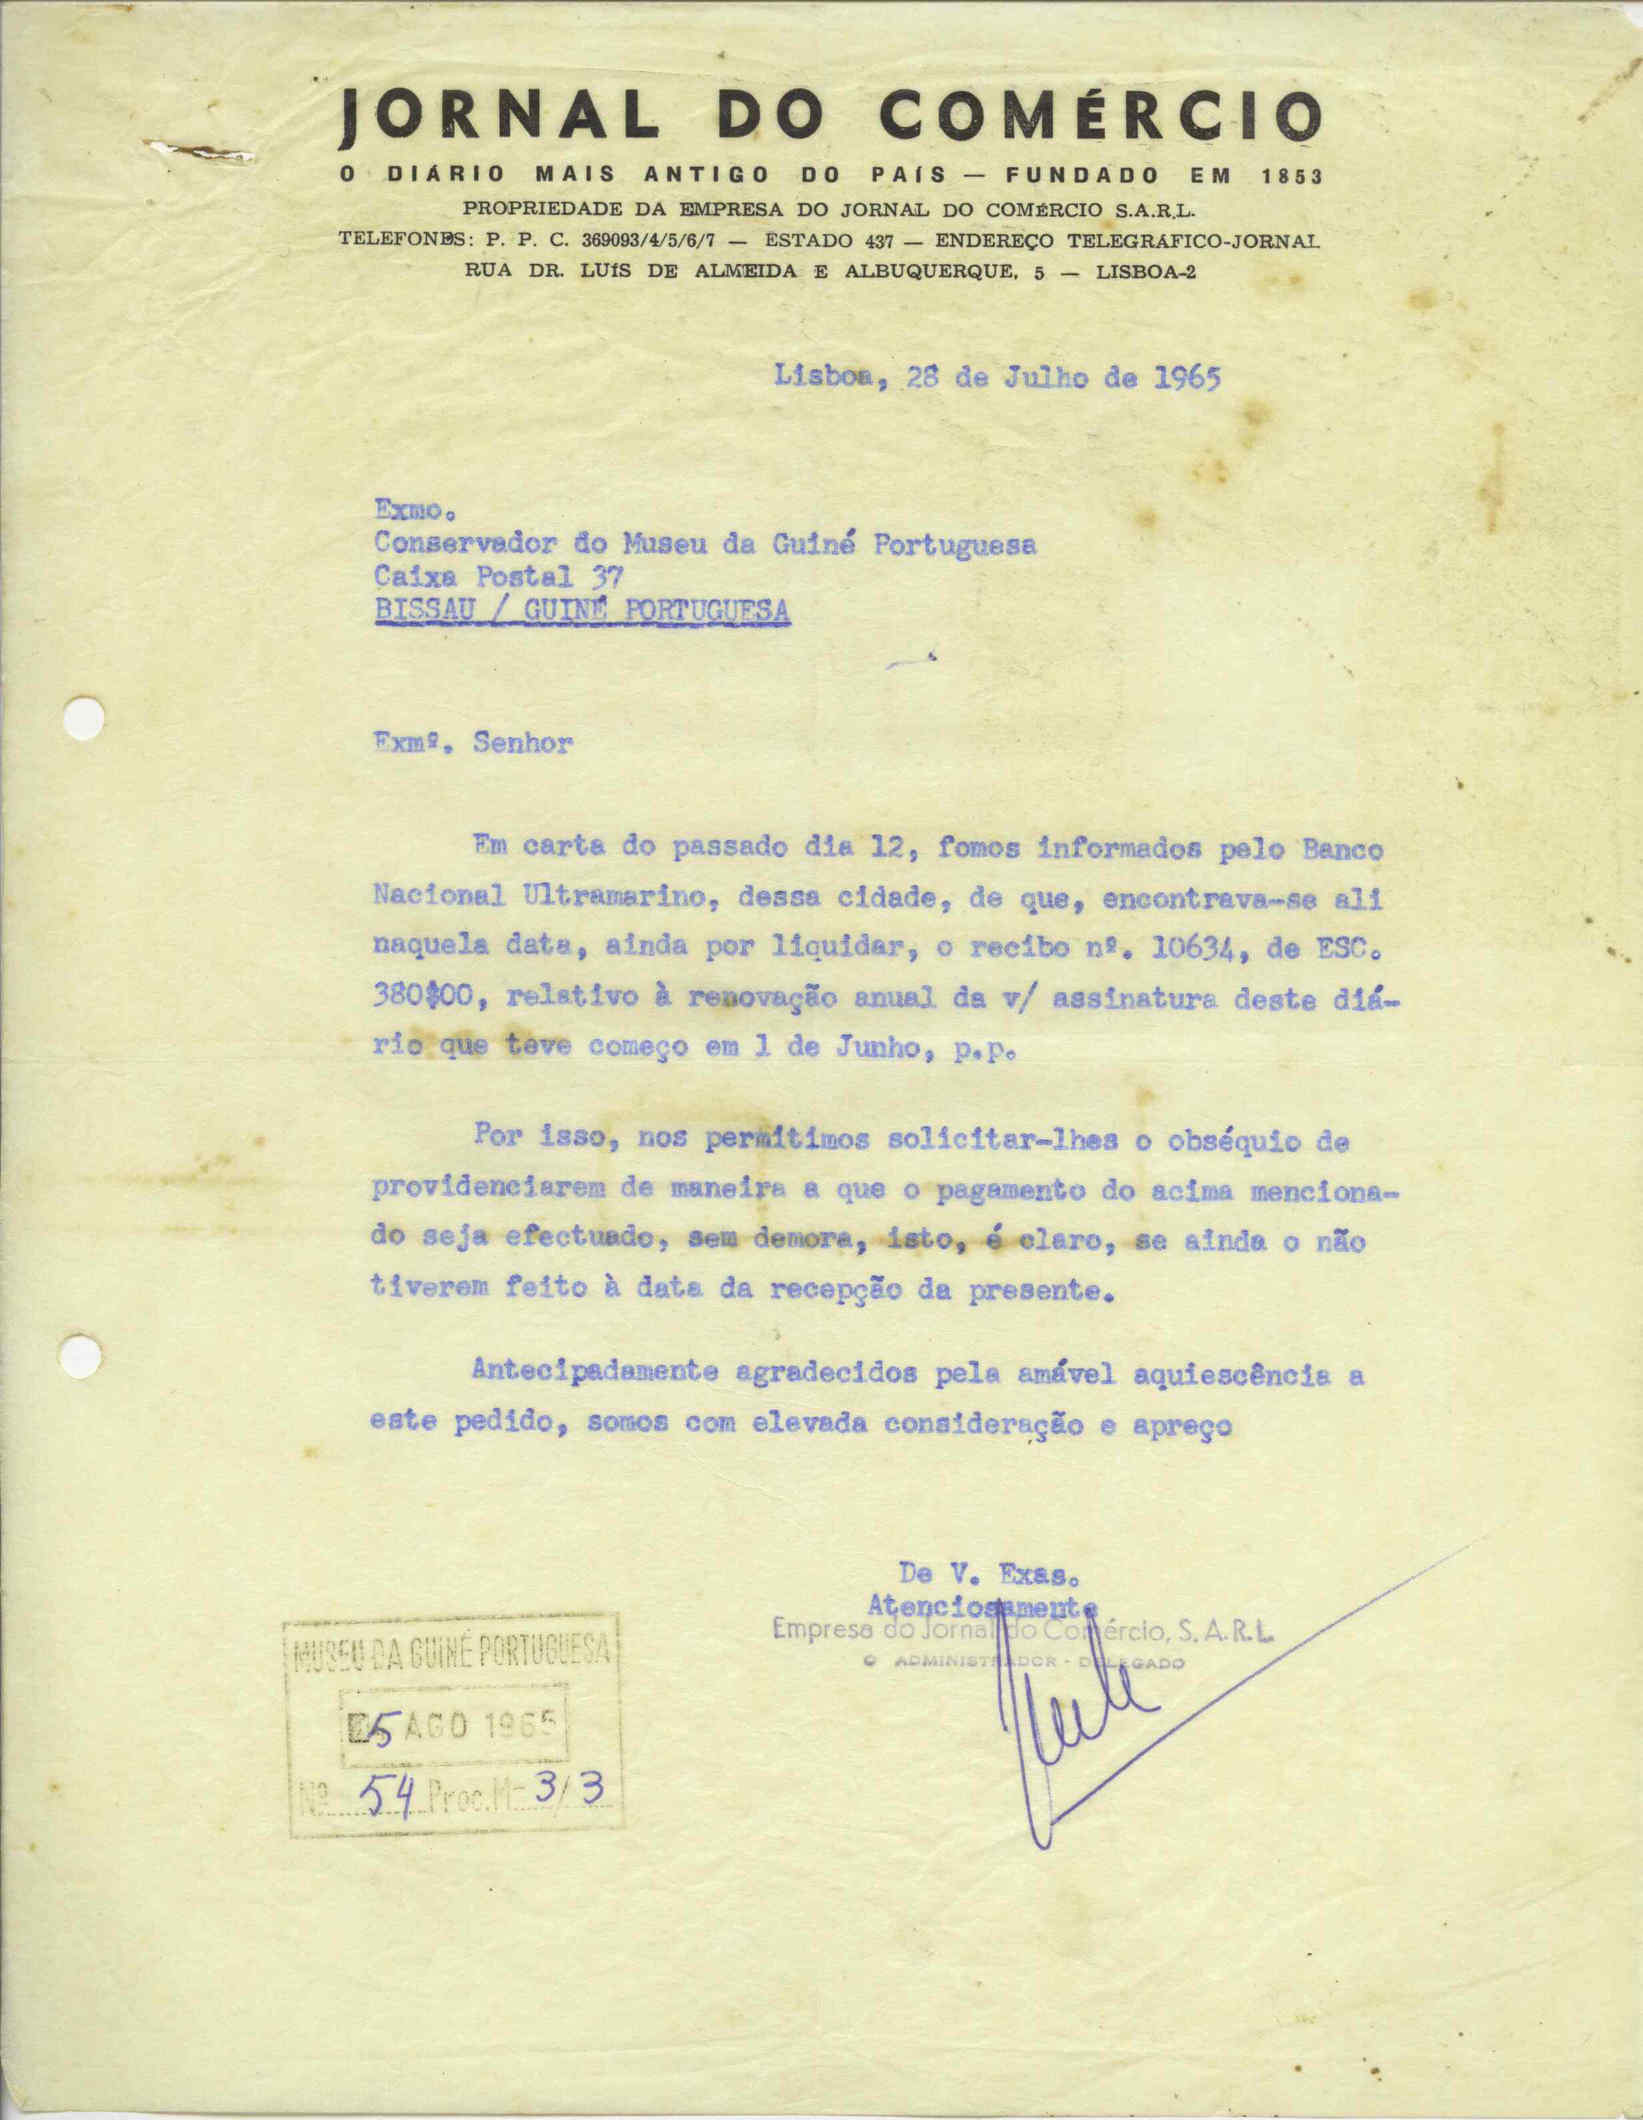 JORNAL DO COMÉRCIO
O DIÁRIO MAIS ANTIGO DO PAÍS — FUNDADO EM 1853
PROPRIEDADE DA EMPRESA DO JORNAL DO COMÉRCIO S.A.R.L.
TELEFONES: P. P. C. 369093/4/5/6/7 — ESTADO 437 — ENDEREÇO TELEGRÁFICO-JORNAL
RUA DR. LUÍS DE ALMEIDA E ALBUQUERQUE, 5 — LISBOA-2
Lisboa, 28 de Julho de 1965
Exmo.
Conservador do Museu da Guiné Portuguesa
Caixa Postal 37
BISSAU / GUINÉ PORTUGUESA
Exmº. Senhor
Em carta do passado dia 12, fomos informados pelo Banco
Nacional Ultramarino, dessa cidade, de que, encontrava-se ali
naquela data, ainda por liquidar, o recibo nº. 10634, de ESC.
380$00, relativo à renovação anual da v/ assinatura deste diá-
rio que teve começo em 1 de Junho, p.p.
Por isso, nos permitimos solicitar-lhes o obséquio de
providenciarem de maneira a que o pagamento do acima menciona-
do seja efectuado, sem demora, isto, é claro, se ainda o não
tiverem feito à data da recepção da presente.
Antecipadamente agradecidos pela amável aquiescência a
este pedido, somos com elevada consideração e apreço
De V. Exas.
Atenciosamente
Empresa do Jornal do Comércio, S. A. R. L.
O ADMINISTRADOR - DELEGADO
MUSEU DA GUINÉ PORTUGUESA
5 AGO 1965
Nº 54 Proc. M- 3/3